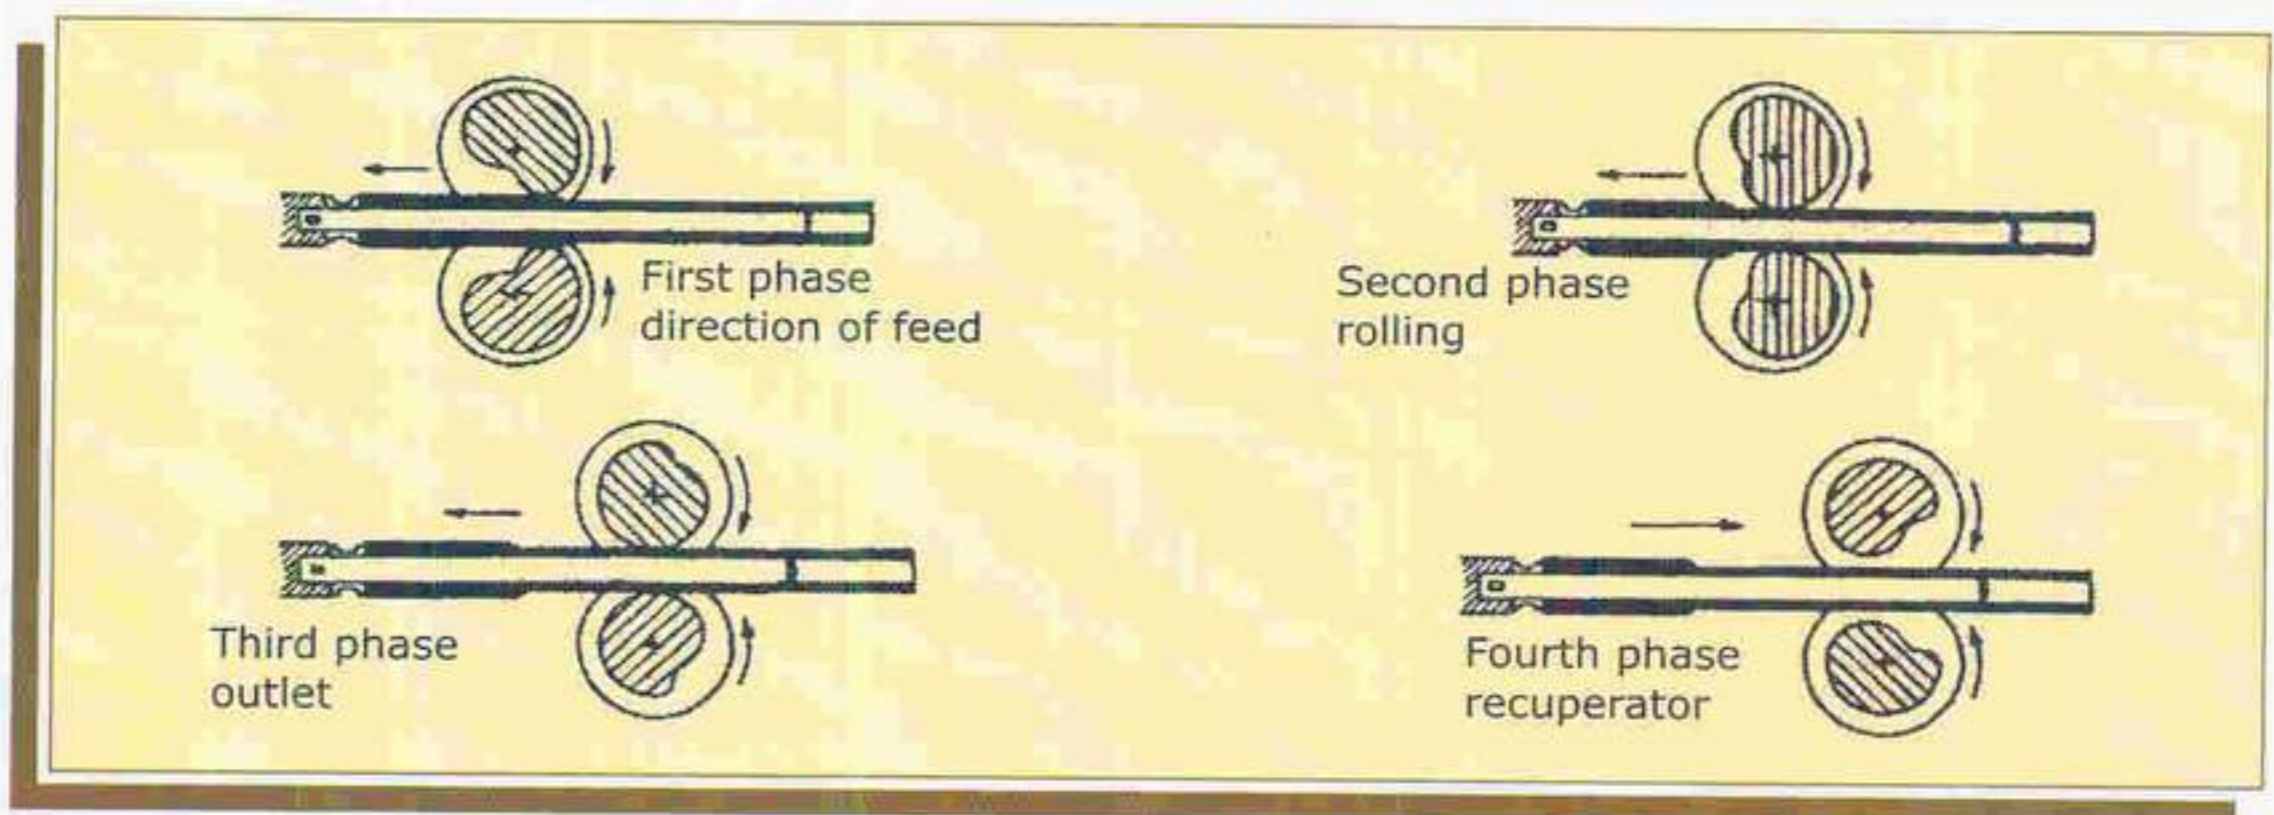 First phase
direction of feed
Second phase
rolling
Third phase
outlet
Fourth phase
recuperator